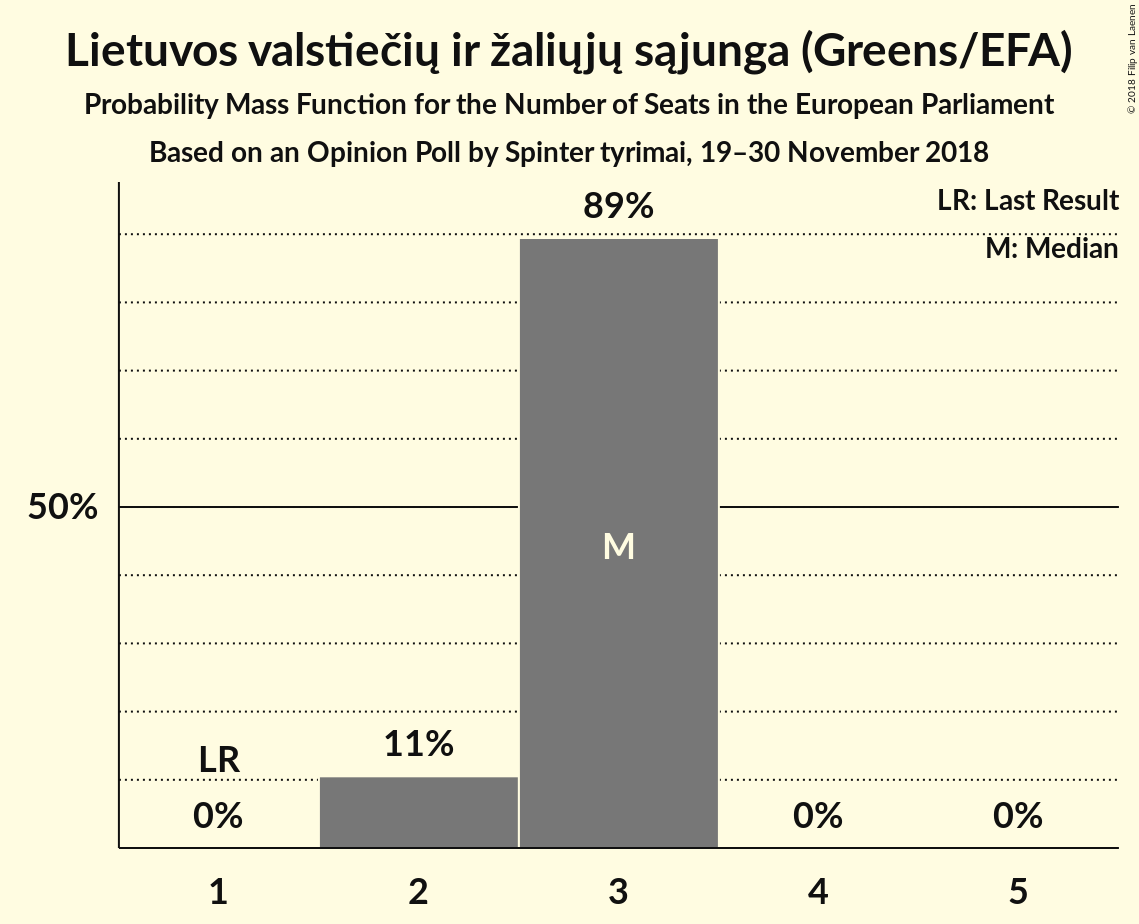 Lietuvos valstiečių ir žaliųjų sąjunga (Greens/EFA)
Probability Mass Function for the Number of Seats in the European Parliament
Based on an Opinion Poll by Spinter tyrimai, 19–30 November 2018
© 2018 Filip van Laenen
LR: Last Result
M: Median
89%
50%
M
11%
LR
0%
0%
0%
1
2
3
4
5